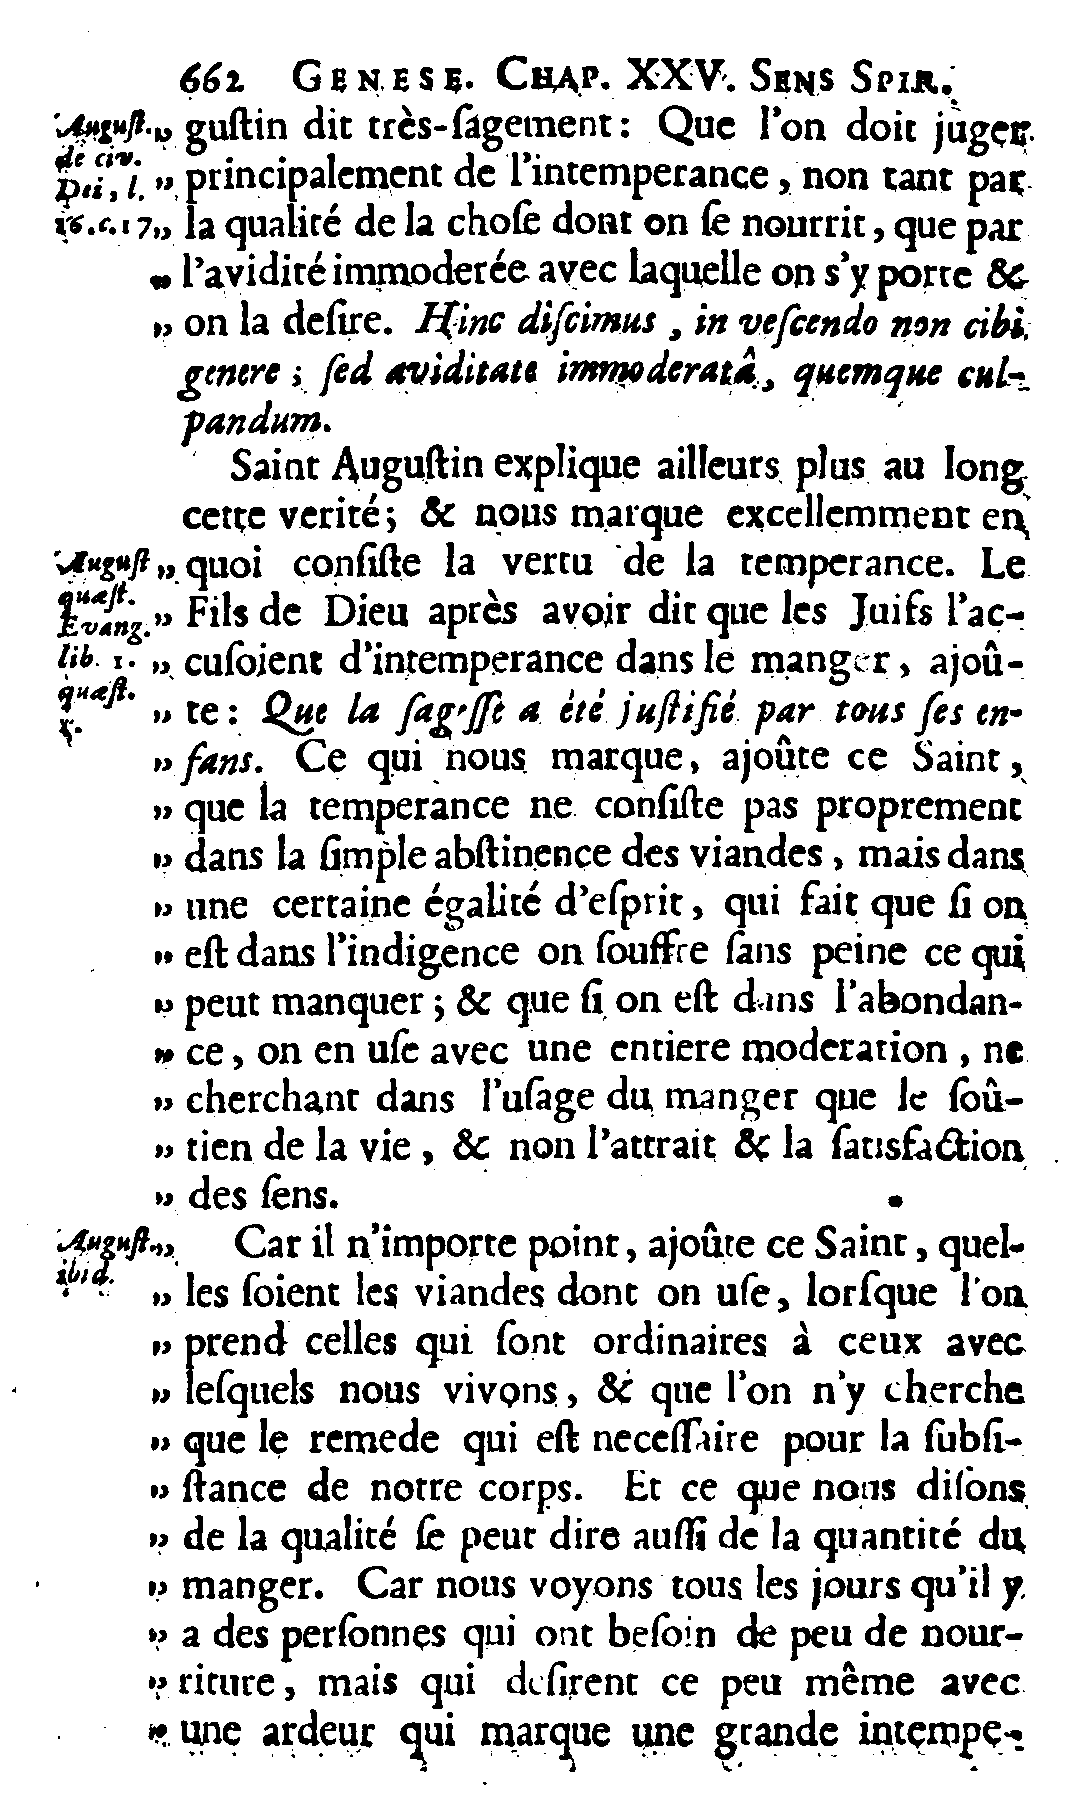 662 GENESE. CHAP. XXV. SENS SPIR.
August. „ guſtin dit très-ſagement : Que l'on doit juger
de civ.
Dei, l. „ principalement de l'intemperance, non tant par
16. c. 17 „ la qualité de la choſe dont on ſe nourrit, que par
„ l'avidité immoderée avec laquelle on s'y porte &
„ on la deſire. Hinc diſcimus, in veſcendo non cibi
genere ; ſed aviditate immoderatâ, quemque cul-
pandum.
Saint Auguſtin explique ailleurs plus au long
cette verité ; & nous marque excellemment en
Auguſt „ quoi conſiſte la vertu de la temperance. Le
quæſt.
Evang. „ Fils de Dieu après avoir dit que les Juifs l'ac-
lib. 1. „ cuſoient d'intemperance dans le manger, ajoû-
quæſt.
x. „ te : Que la ſageſſe a été juſtifié par tous ſes en-
„ fans. Ce qui nous marque, ajoûte ce Saint,
„ que la temperance ne conſiſte pas proprement
„ dans la ſimple abſtinence des viandes, mais dans
„ une certaine égalité d'eſprit, qui fait que ſi on
„ eſt dans l'indigence on ſouffre ſans peine ce qui
„ peut manquer ; & que ſi on eſt dans l'abondan-
„ ce, on en uſe avec une entiere moderation, ne
„ cherchant dans l'uſage du manger que le ſoû-
„ tien de la vie, & non l'attrait & la ſatisfaction
„ des ſens.
Auguſt. „ Car il n'importe point, ajoûte ce Saint, quel-
ibid.
„ les ſoient les viandes dont on uſe, lorſque l'on
„ prend celles qui ſont ordinaires à ceux avec
„ leſquels nous vivons, & que l'on n'y cherche
„ que le remede qui eſt neceſſaire pour la ſubſi-
„ ſtance de notre corps. Et ce que nous diſons
„ de la qualité ſe peut dire auſſi de la quantité du
„ manger. Car nous voyons tous les jours qu'il y
„ a des perſonnes qui ont beſoin de peu de nour-
„ riture, mais qui deſirent ce peu même avec
„ une ardeur qui marque une grande intempe-